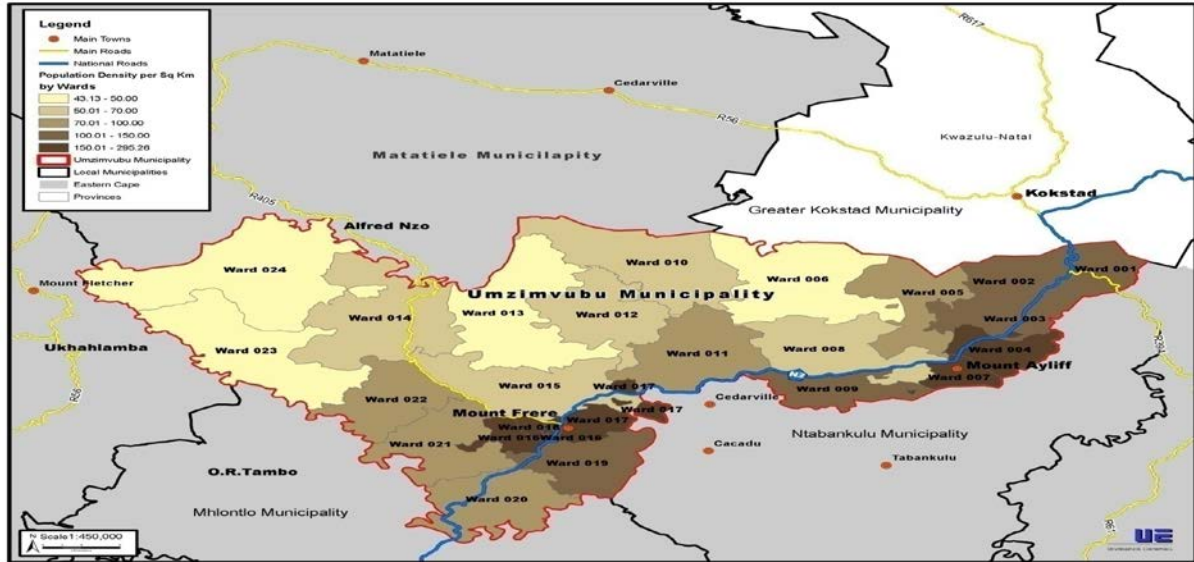 Legend
Main Towns
Main Roads
National Roads
Population Density per Sq Km
by Wards
43.13 - 50.00
50.01 - 70.00
70.01 - 100.00
100.01 - 150.00
150.01 - 295.26
Umzimvubu Municipality
Local Municipalities
Eastern Cape
Provinces
R617
Matatiele
Cedarville
R56
Kwazulu-Natal
Matatiele Municilapity
Kokstad
R405
Greater Kokstad Municipality
Alfred Nzo
Ward 024
Ward 010
Ward 006
Ward 002
Ward 001
Mount Fletcher
Ward 005
Umzimvubu Municipality
Ward 014
Ward 013
Ward 012
Ward 003
Ukhahlamba
Ward 023
Ward 011
Ward 008
Ward 004
Mount Ayliff
R56
N2
Ward 007
Ward 015
Ward 017
Ward 009
Ward 022
Cedarville
Mount Frere
Ward 017
Ward 017
Ward 018
Ward 016
Ward 016
Ntabankulu Municipality
Ward 021
Cacadu
Ward 019
Tabankulu
O.R.Tambo
Ward 020
Mhlontlo Municipality
R61
N
Scale 1:450,000
UE